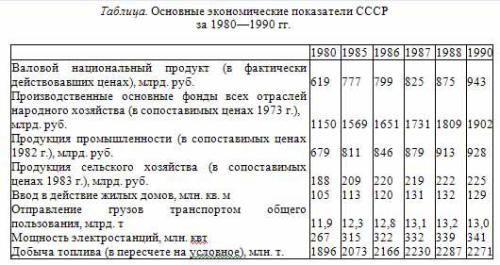 Таблица. Основные экономические показатели СССР
за 1980—1990 гг.
1980 1985 1986 1987 1988 1990
Валовой национальный продукт (в фактически
действовавших ценах), млрд. руб. 619 777 799 825 875 943
Производственные основные фонды всех отраслей
народного хозяйства (в сопоставимых ценах 1973 г.),
млрд. руб. 1150 1569 1651 1731 1809 1902
Продукция промышленности (в сопоставимых ценах
1982 г.), млрд. руб. 679 811 846 879 913 928
Продукция сельского хозяйства (в сопоставимых
ценах 1983 г.), млрд. руб. 188 209 220 219 222 225
Ввод в действие жилых домов, млн. кв. м 105 113 120 131 132 129
Отправление грузов транспортом общего
пользования, млрд. т 11,9 12,3 12,8 13,1 13,2 13,0
Мощность электростанций, млн. квт 267 315 322 332 339 341
Добыча топлива (в пересчете на условное), млн. т. 1896 2073 2166 2230 2287 2271